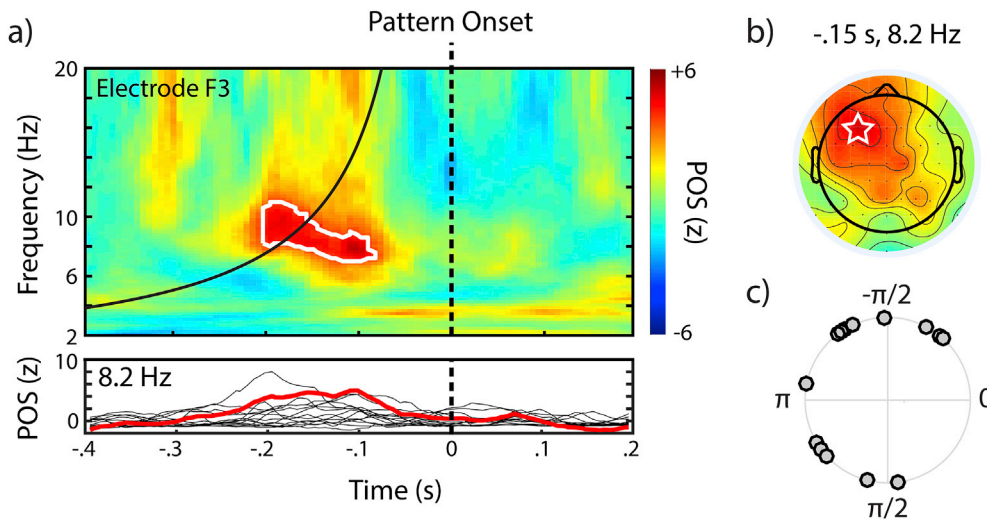 a)
Pattern Onset
Electrode F3
20
10
6
2
Frequency (Hz)
+6
-6
POS (z)
8.2 Hz
10
0
POS (z)
-.4
-.3
-.2
-.1
0
.1
.2
Time (s)
b)
-.15 s, 8.2 Hz
c)
-π/2
π
0
π/2